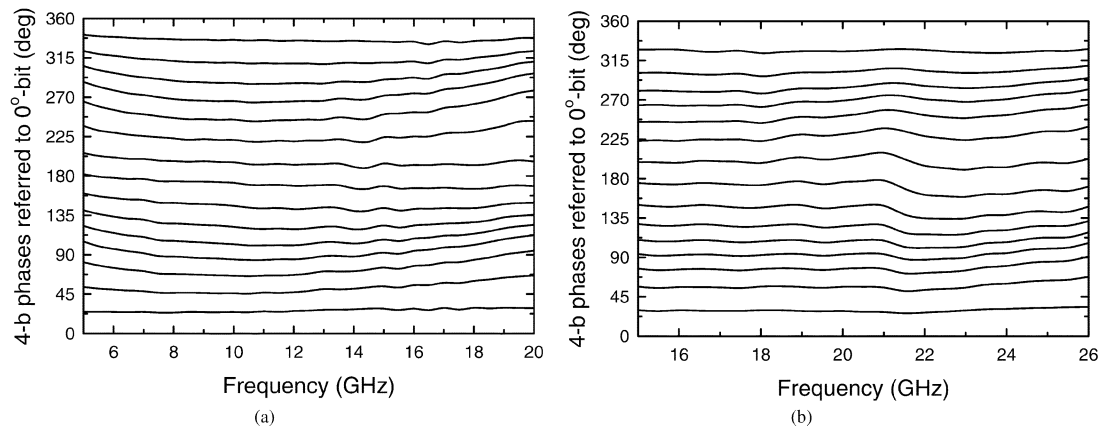 4-b phases referred to 0°-bit (deg)
360
315
270
225
180
135
90
45
0
6 8 10 12 14 16 18 20
Frequency (GHz)
(a)
4-b phases referred to 0°-bit (deg)
360
315
270
225
180
135
90
45
0
16 18 20 22 24 26
Frequency (GHz)
(b)